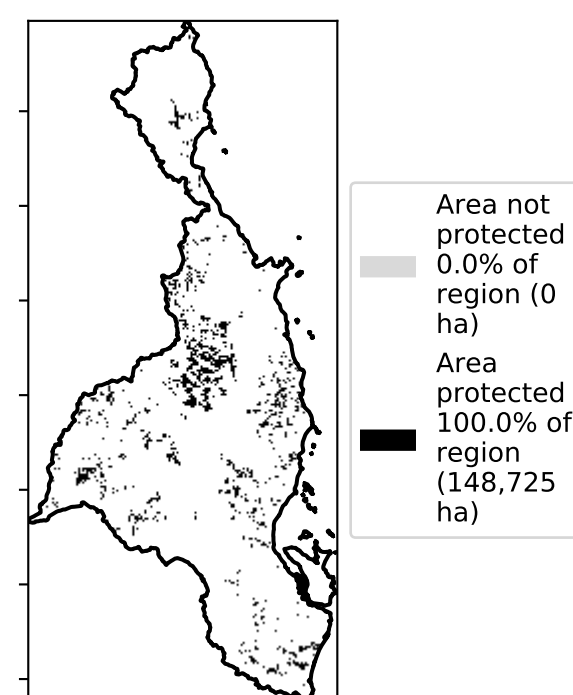 Area not
protected
0.0% of
region (0
ha)
Area
protected
100.0% of
region
(148,725
ha)